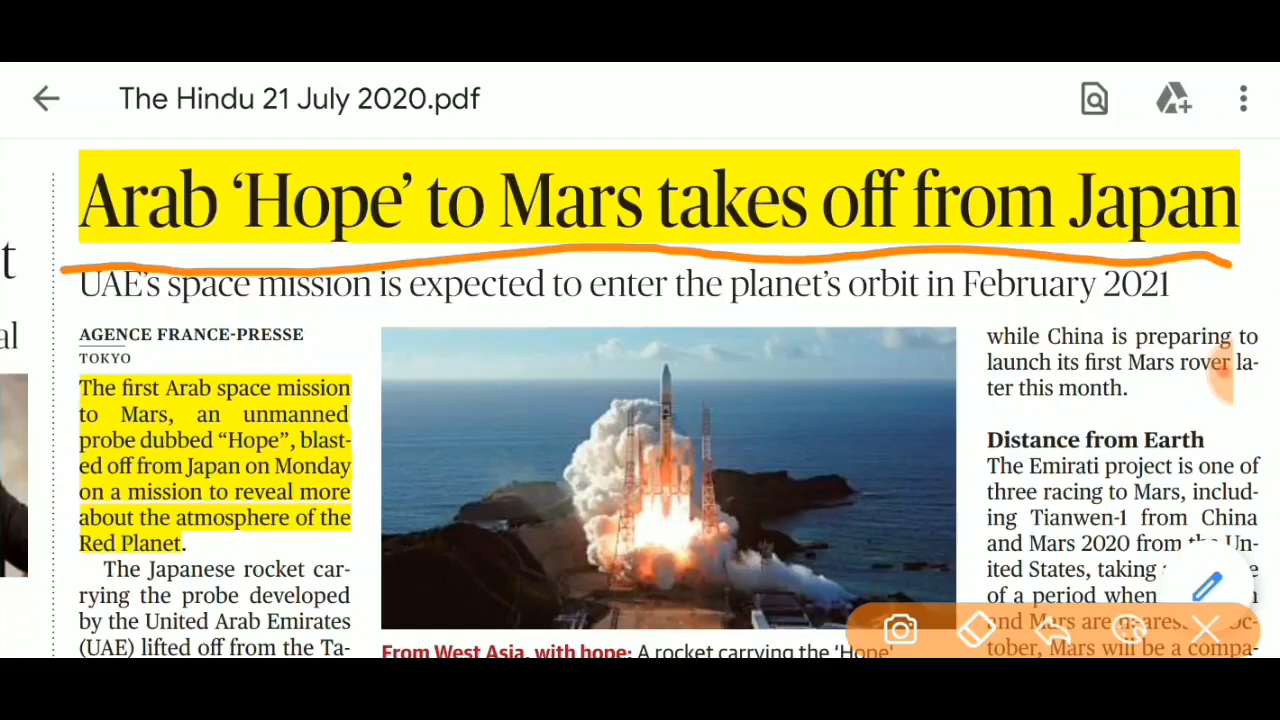 The Hindu 21 July 2020.pdf
Arab ‘Hope’ to Mars takes off from Japan
UAE’s space mission is expected to enter the planet’s orbit in February 2021
t
al
AGENCE FRANCE-PRESSE
TOKYO
The first Arab space mission
to Mars, an unmanned
probe dubbed “Hope”, blast-
ed off from Japan on Monday
on a mission to reveal more
about the atmosphere of the
Red Planet.
The Japanese rocket car-
rying the probe developed
by the United Arab Emirates
(UAE) lifted off from the Ta-
From West Asia, with hope: A rocket carrying the ‘Hope’
while China is preparing to
launch its first Mars rover la-
ter this month.
Distance from Earth
The Emirati project is one of
three racing to Mars, includ-
ing Tianwen-1 from China
and Mars 2020 from the Un-
ited States, taking
of a period when
and Mars are nearest
tober, Mars will be a compa-